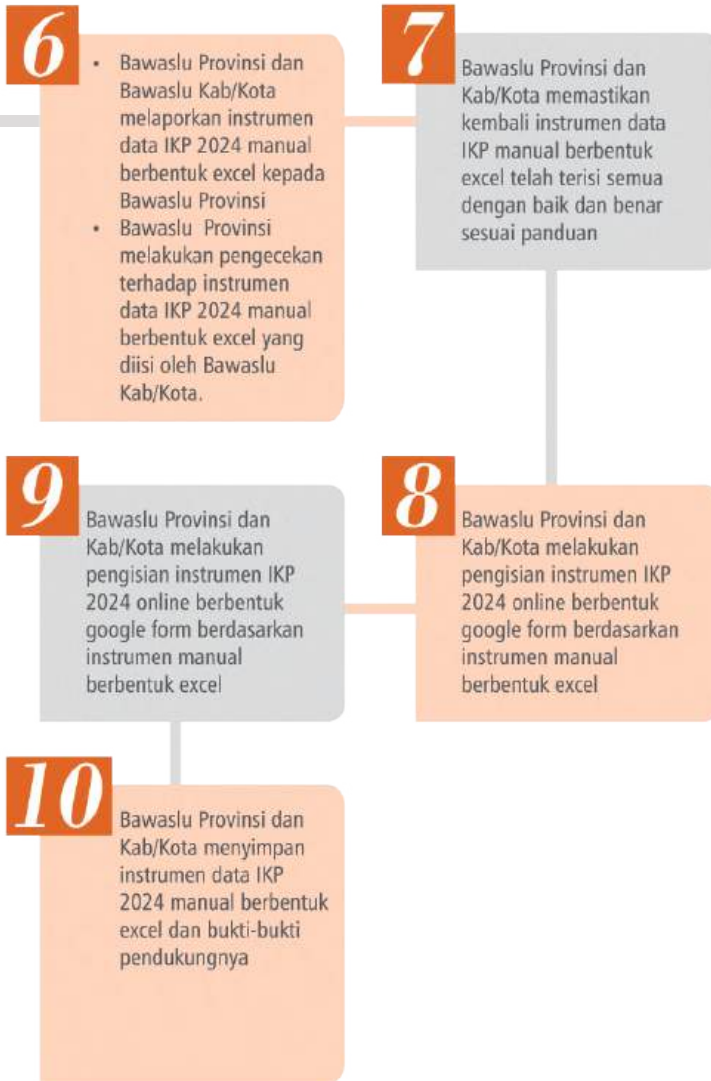 6
• Bawaslu Provinsi dan
Bawaslu Kab/Kota
melaporkan instrumen
data IKP 2024 manual
berbentuk excel kepada
Bawaslu Provinsi
• Bawaslu Provinsi
melakukan pengecekan
terhadap instrumen
data IKP 2024 manual
berbentuk excel yang
diisi oleh Bawaslu
Kab/Kota.
7
Bawaslu Provinsi dan
Kab/Kota memastikan
kembali instrumen data
IKP manual berbentuk
excel telah terisi semua
dengan baik dan benar
sesuai panduan
8
Bawaslu Provinsi dan
Kab/Kota melakukan
pengisian instrumen IKP
2024 online berbentuk
google form berdasarkan
instrumen manual
berbentuk excel
9
Bawaslu Provinsi dan
Kab/Kota melakukan
pengisian instrumen IKP
2024 online berbentuk
google form berdasarkan
instrumen manual
berbentuk excel
10
Bawaslu Provinsi dan
Kab/Kota menyimpan
instrumen data IKP
2024 manual berbentuk
excel dan bukti-bukti
pendukungnya